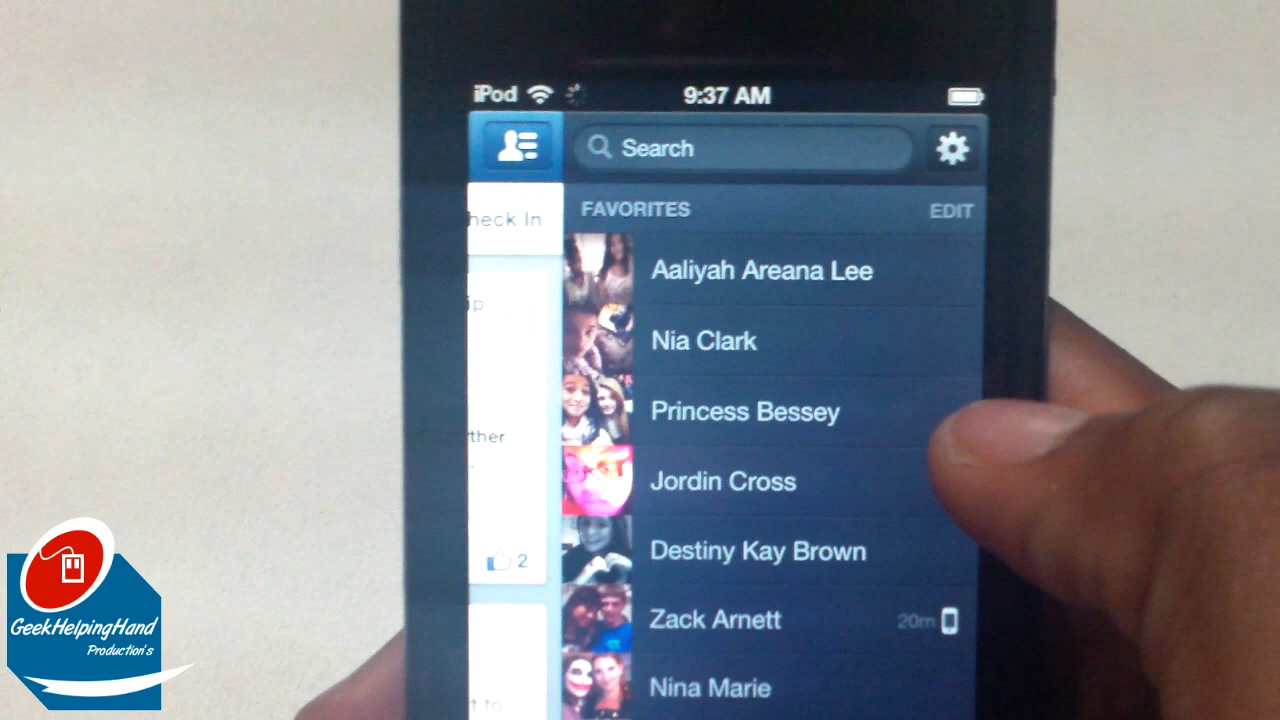 iPod 9:37 AM
Search
heck In
FAVORITES EDIT
Aaliyah Areana Lee
Nia Clark
Princess Bessey
ther
Jordin Cross
Destiny Kay Brown
2
Zack Arnett 20m
Nina Marie
GeekHelpingHand
Production's